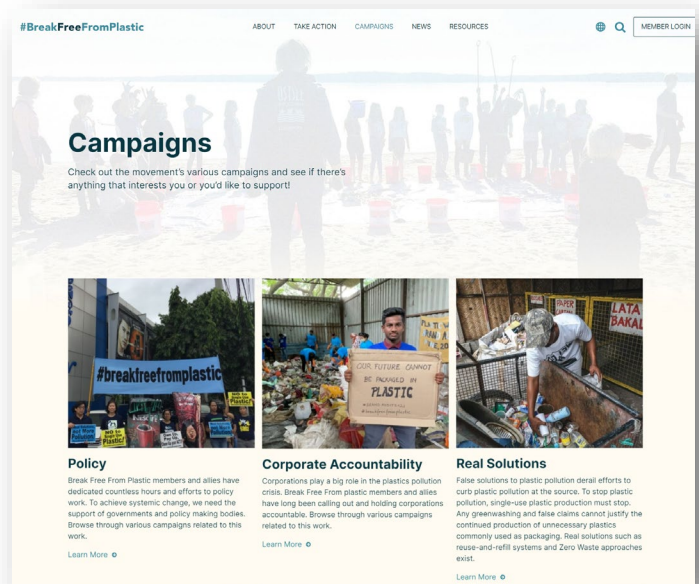 #BreakFreeFromPlastic
ABOUT
TAKE ACTION
CAMPAIGNS
NEWS
RESOURCES
MEMBER LOGIN
Campaigns
Check out the movement's various campaigns and see if there's
anything that interests you or you'd like to support!
#breakfreefromplastic
OUR FUTURE CANNOT
BE PACKAGED IN
PLASTIC
#breakfreefromplastic
PAPER
LATA
BAKAL
Policy
Break Free From Plastic members and allies have
dedicated countless hours and efforts to policy
work. To achieve systemic change, we need the
support of governments and policy making bodies.
Browse through various campaigns related to this
work.
Learn More
Corporate Accountability
Corporations play a big role in the plastics pollution
crisis. Break Free From plastic members and allies
have long been calling out and holding corporations
accountable. Browse through various campaigns
related to this work.
Learn More
Real Solutions
False solutions to plastic pollution derail efforts to
curb plastic pollution at the source. To stop plastic
pollution, single-use plastic production must stop.
Any greenwashing and false claims cannot justify the
continued production of unnecessary plastics
commonly used as packaging. Real solutions such as
reuse-and-refill systems and Zero Waste approaches
exist.
Learn More